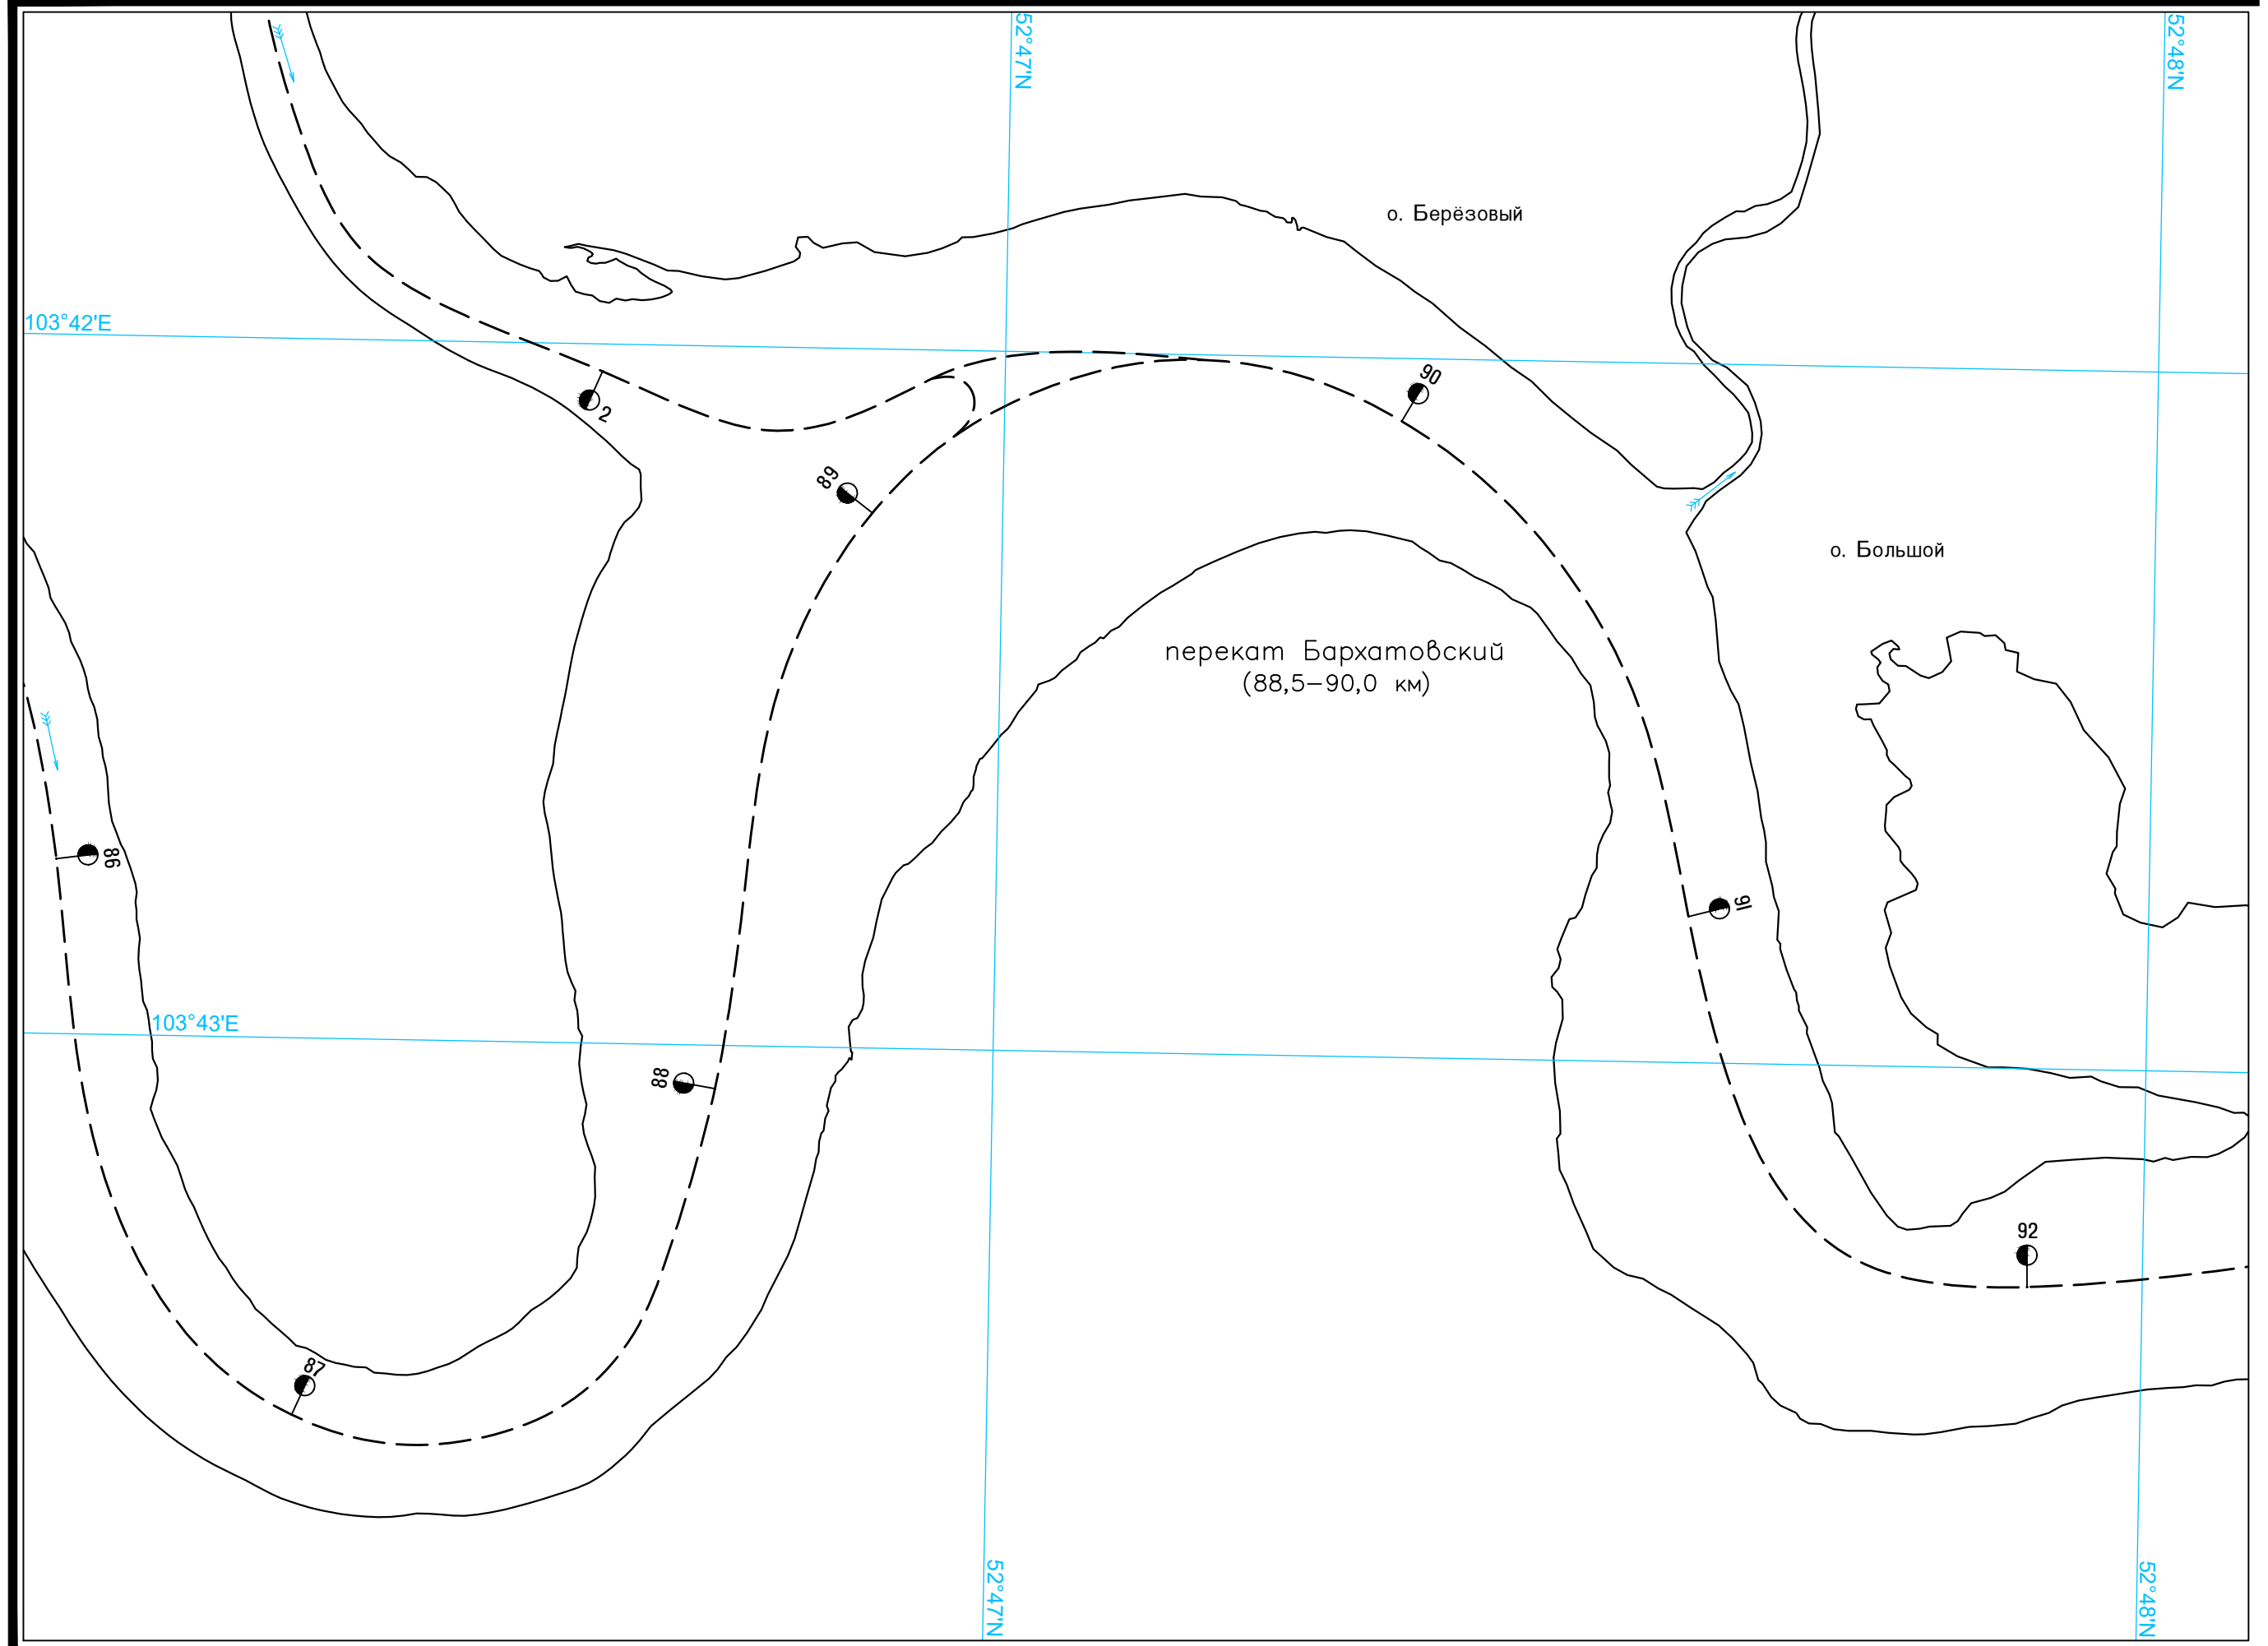 52°47'N
52°48'N
о. Берёзовый
103°42'E
90
2
89
о. Большой
перекат Бархатовский
(88,5–90,0 км)
86
91
103°43'E
88
92
87
52°47'N
52°48'N